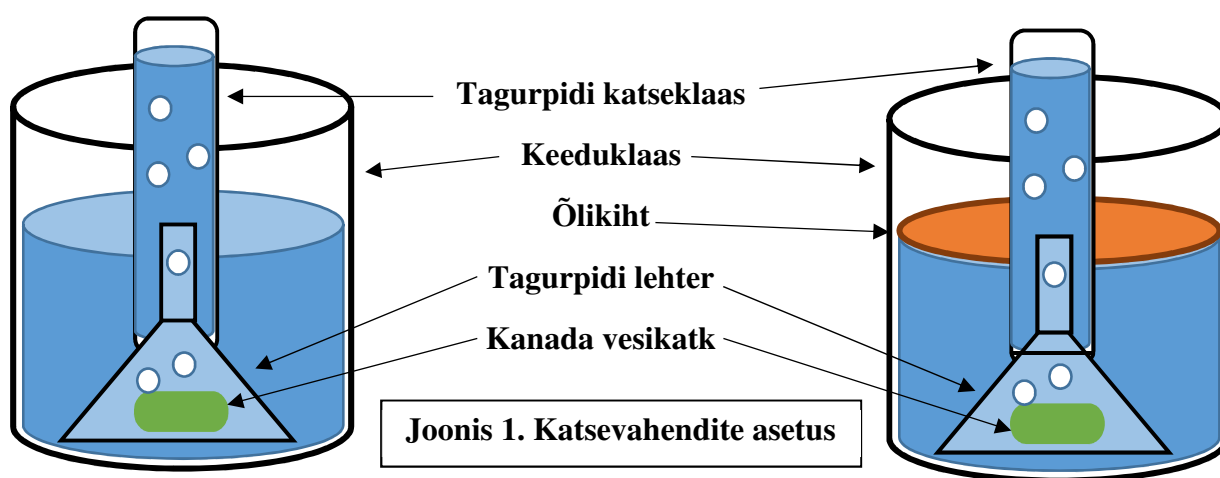 Tagurpidi katseklaas
Keeduklaas
Õlikiht
Tagurpidi lehter
Kanada vesikatk
Joonis 1. Katsevahendite asetus